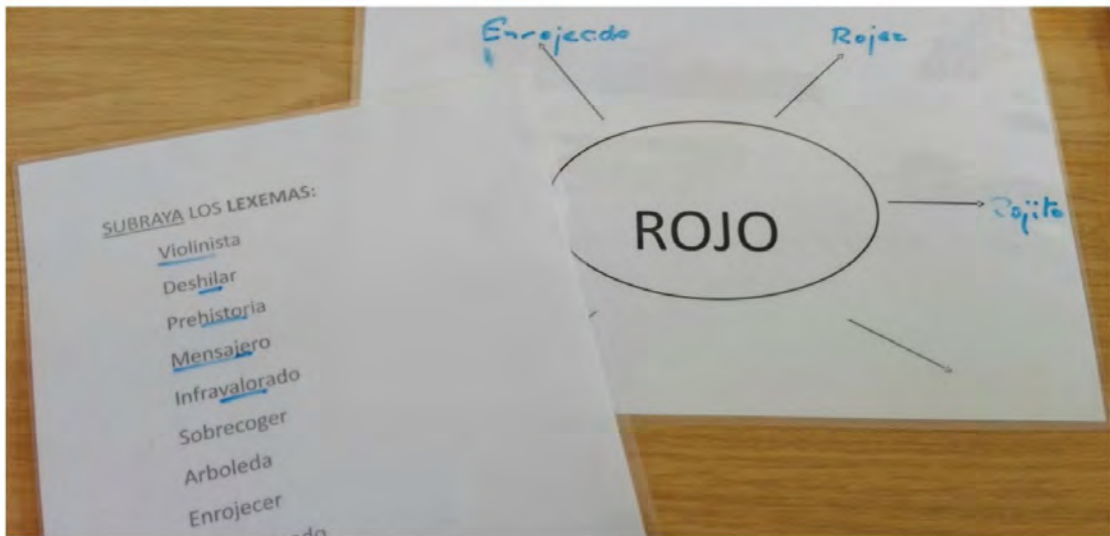 SUBRAYA LOS LEXEMAS:
Violinista
Deshilar
Prehistoria
Mensajero
Infravalorado
Sobrecoger
Arboleda
Enrojecer
Enrojecido
Rojez
ROJO
Rojito